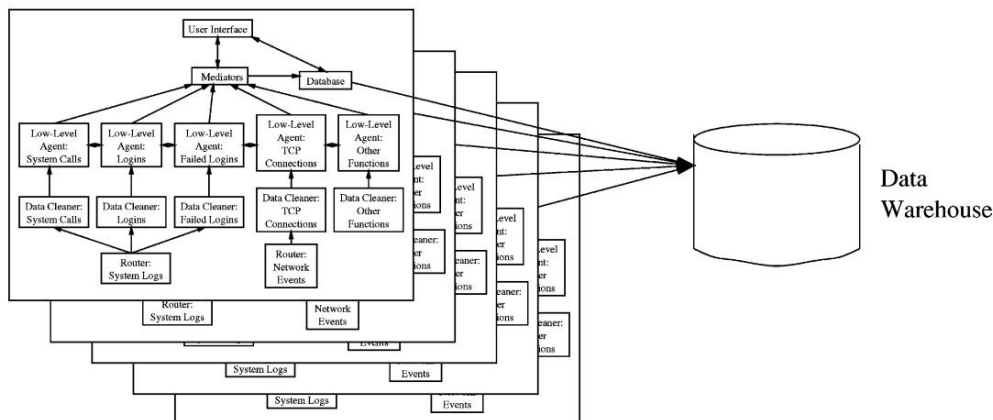 User Interface
Mediators
Database
Low-Level
Agent:
System Calls
Low-Level
Agent:
Logins
Low-Level
Agent:
Failed Logins
Low-Level
Agent:
TCP
Connections
Low-Level
Agent:
Other
Functions
Data Cleaner:
System Calls
Data Cleaner:
Logins
Data Cleaner:
Failed Logins
Data Cleaner:
TCP
Connections
Data Cleaner:
Other
Functions
Router:
System Logs
Router:
Network
Events
Data
Warehouse
Router:
System Logs
Network
Events
Events
System Logs
Events
System Logs